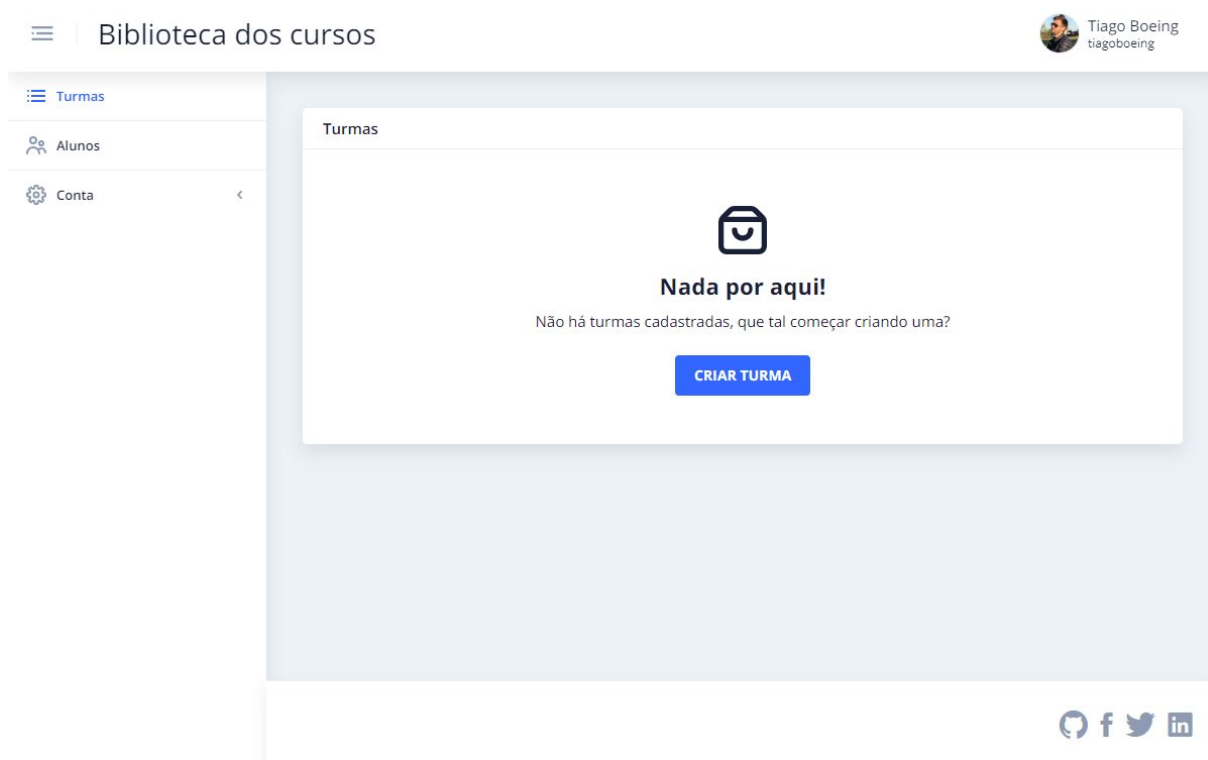 Biblioteca dos cursos
Tiago Boeing
tiagoboeing
Turmas
Alunos
Conta
Turmas
Nada por aqui!
Não há turmas cadastradas, que tal começar criando uma?
CRIAR TURMA